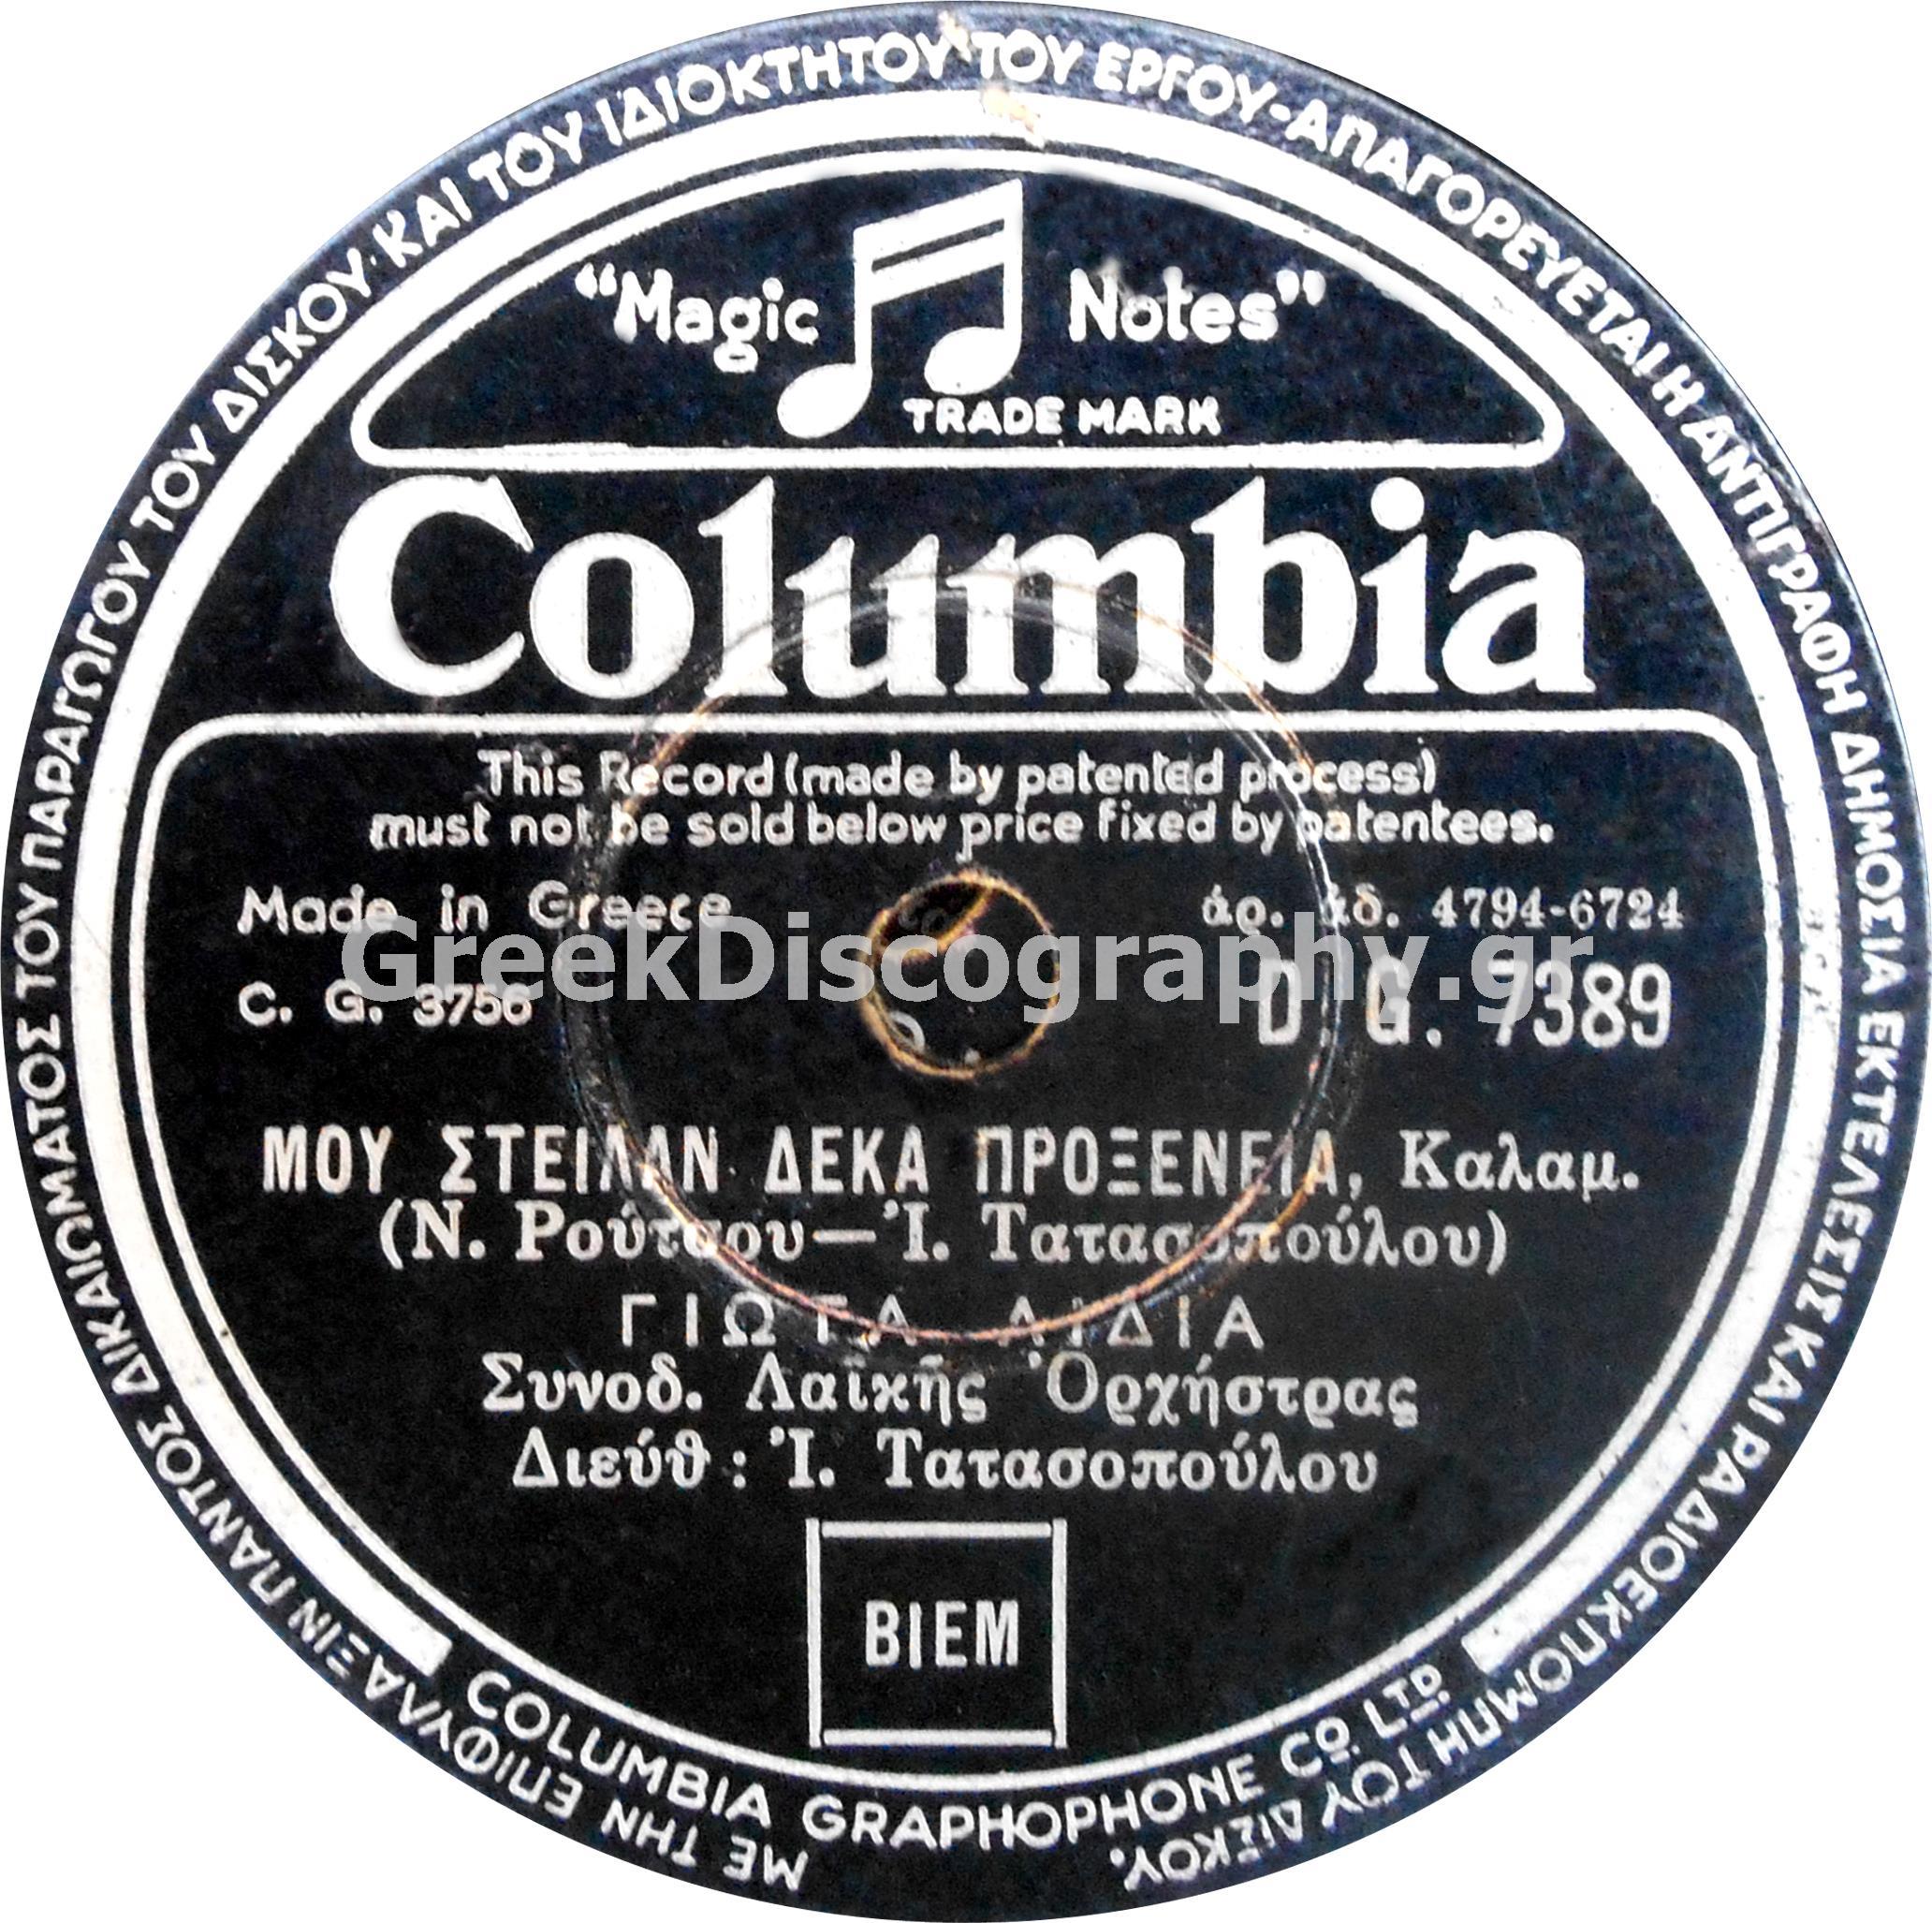 ΜΕ ΤΗΝ ΕΠΙΦΥΛΑΞΙΝ ΠΑΝΤΟΣ ΔΙΚΑΙΩΜΑΤΟΣ ΤΟΥ ΠΑΡΑΓΩΓΟΥ ΤΟΥ ΔΙΣΚΟΥ ΚΑΙ ΤΟΥ ΙΔΙΟΚΤΗΤΟΥ ΤΟΥ ΕΡΓΟΥ-ΑΠΑΓΟΡΕΥΕΤΑΙ Η ΑΝΤΙΓΡΑΦΗ ΔΗΜΟΣΙΑ ΕΚΤΕΛΕΣΙΣ ΚΑΙ ΡΑΔΙΟΕΚΠΟΜΠΗ ΤΟΥ ΔΙΣΚΟΥ.
"Magic Notes"
TRADE MARK
Columbia
This Record (made by patented process)
must not be sold below price fixed by patentees.
Made in Greece ἀρ. ἀδ. 4794-6724
GreekDiscography.gr
C. G. 3756 D G. 7389
ΜΟΥ ΣΤΕΙΛΑΝ ΔΕΚΑ ΠΡΟΞΕΝΕΙΑ, Καλαμ.
(Ν. Ρούτσου—Ἰ. Τατασοπούλου)
ΓΙΩΤΑ ΛΙΔΙΑ
Συνοδ. Λαϊκῆς Ὀρχήστρας
Διεύθ: Ἰ. Τατασοπούλου
BIEM
COLUMBIA GRAPHOPHONE CO. LTD.